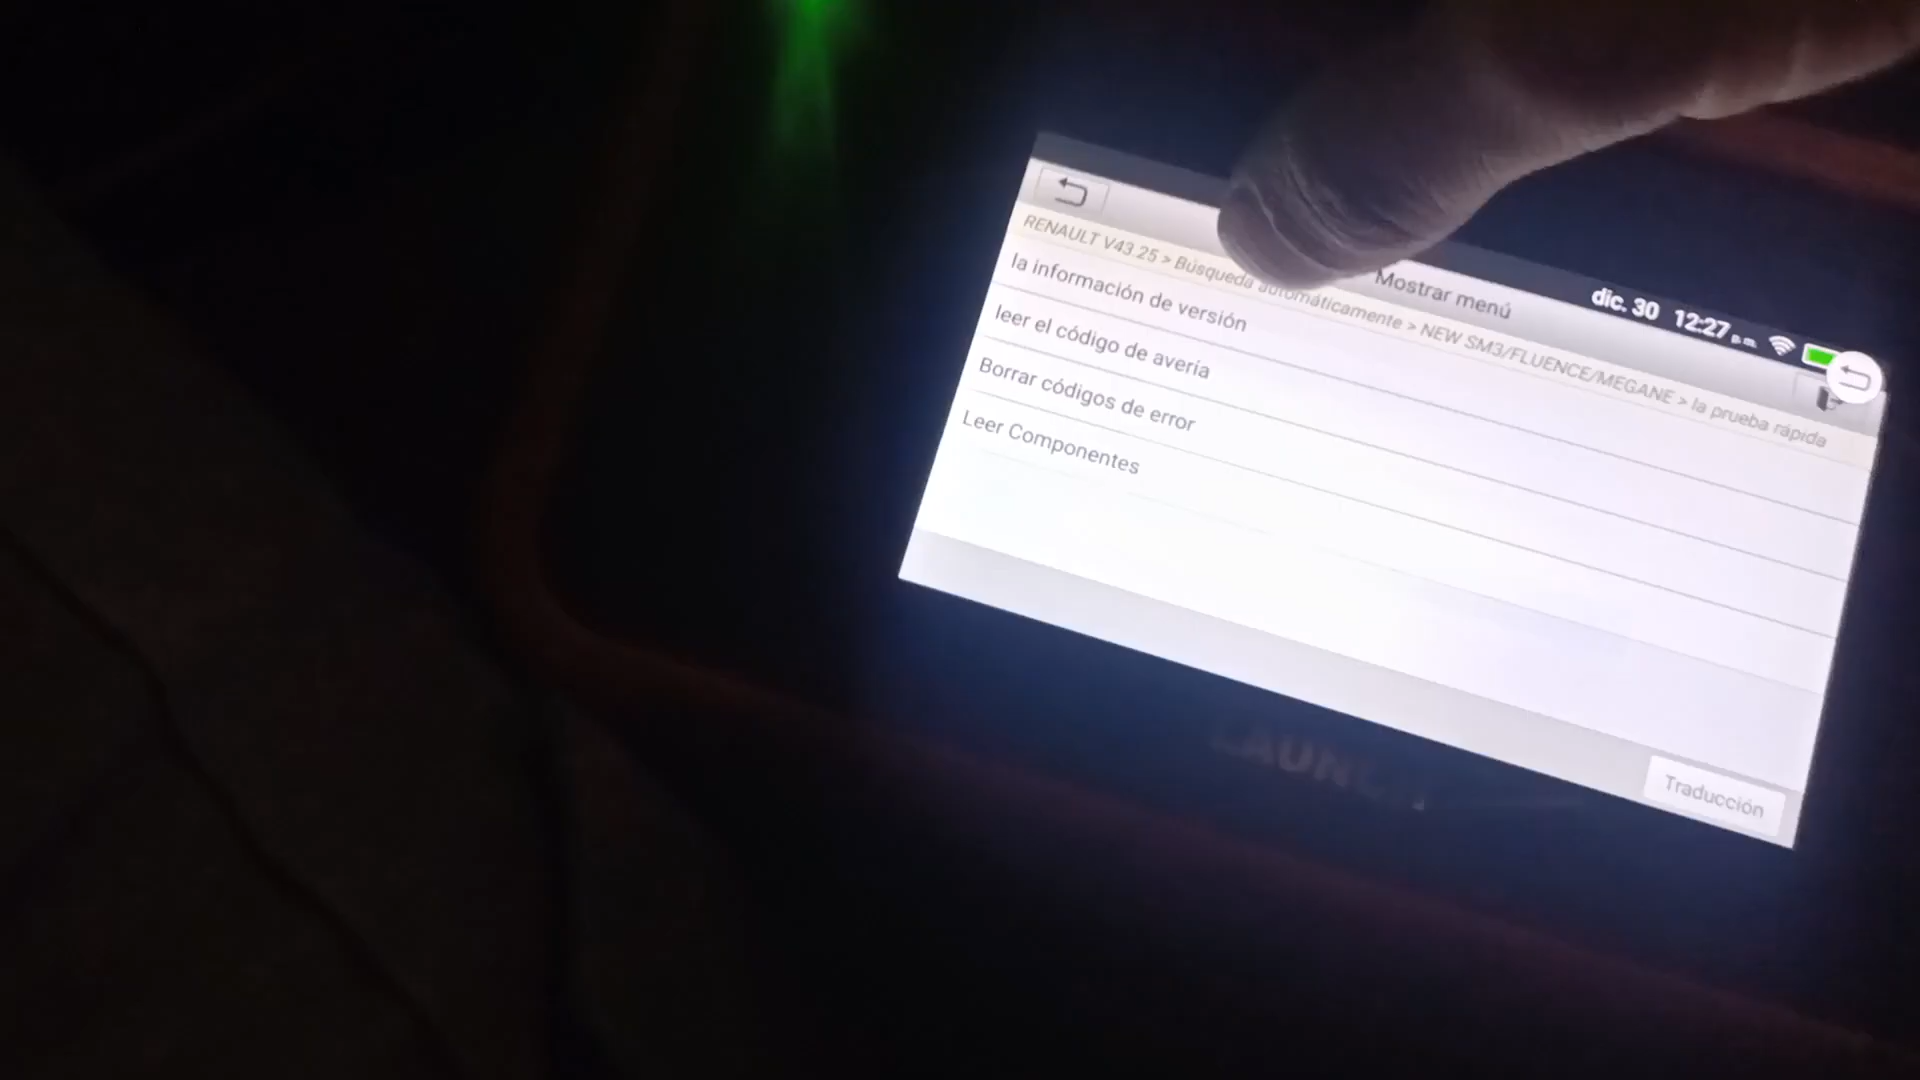 dic. 30 12:27 p.m.
Mostrar menú
RENAULT V43.25 > Búsqueda automáticamente > NEW SM3/FLUENCE/MEGANE > la prueba rápida
la información de versión
leer el código de avería
Borrar códigos de error
Leer Componentes
Traducción
LAUNCH